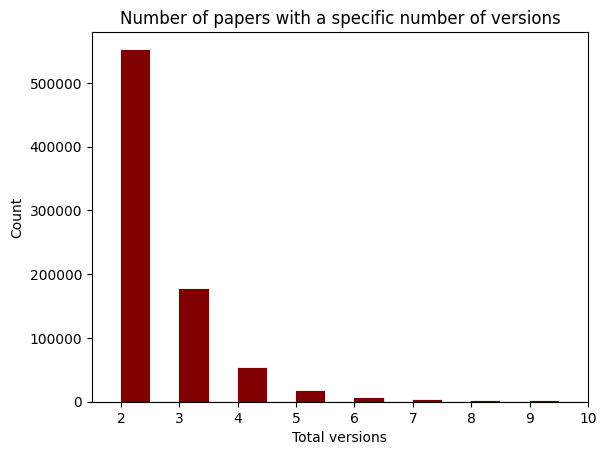 Number of papers with a specific number of versions
500000
400000
300000
200000
100000
0
Count
2 3 4 5 6 7 8 9 10
Total versions